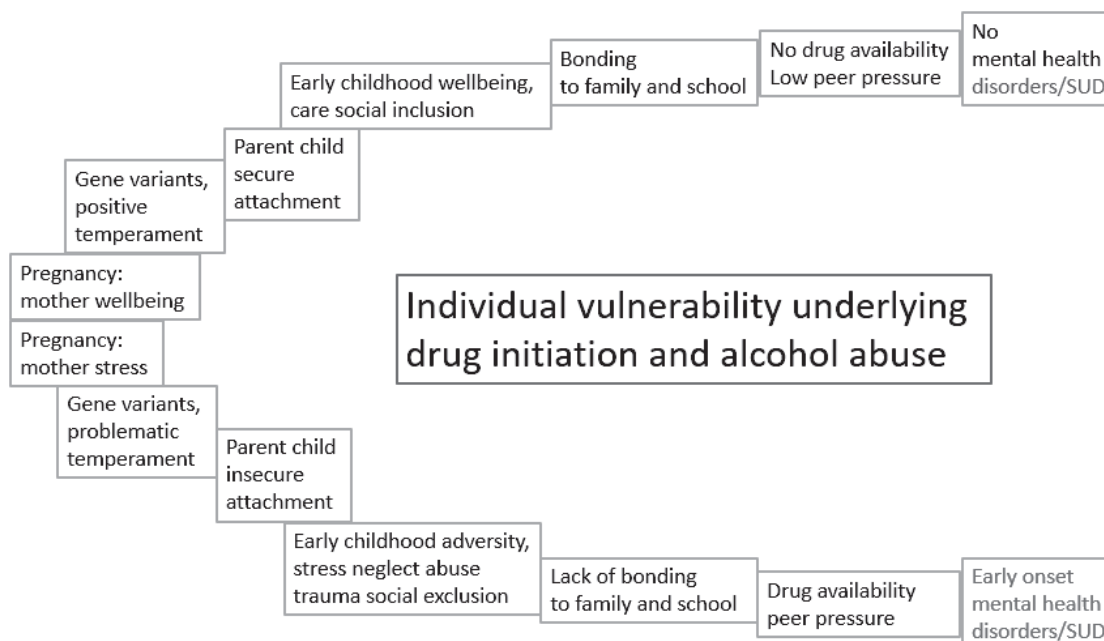 No
mental health
disorders/SUD
No drug availability
Low peer pressure
Bonding
to family and school
Early childhood wellbeing,
care social inclusion
Parent child
secure
attachment
Gene variants,
positive
temperament
Pregnancy:
mother wellbeing
Individual vulnerability underlying
drug initiation and alcohol abuse
Pregnancy:
mother stress
Gene variants,
problematic
temperament
Parent child
insecure
attachment
Early childhood adversity,
stress neglect abuse
trauma social exclusion
Lack of bonding
to family and school
Drug availability
peer pressure
Early onset
mental health
disorders/SUD